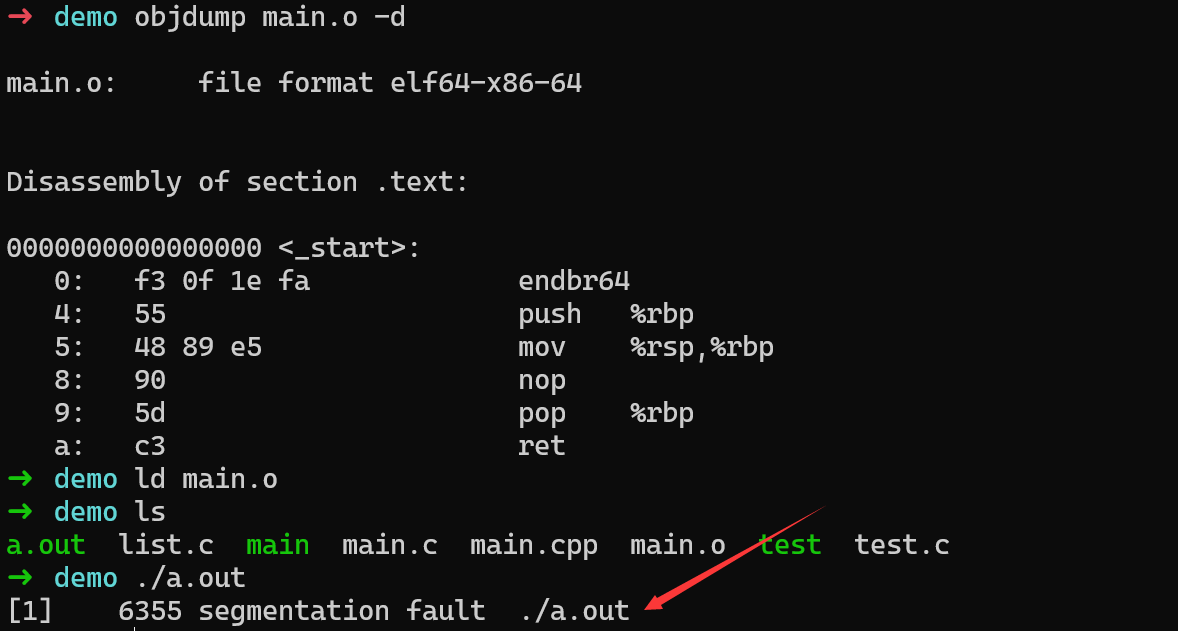 ➜ demo objdump main.o -d
main.o:     file format elf64-x86-64
Disassembly of section .text:
0000000000000000 <_start>:
   0:   f3 0f 1e fa             endbr64
   4:   55                      push   %rbp
   5:   48 89 e5                mov    %rsp,%rbp
   8:   90                      nop
   9:   5d                      pop    %rbp
   a:   c3                      ret
➜ demo ld main.o
➜ demo ls
a.out  list.c  main  main.c  main.cpp  main.o  test  test.c
➜ demo ./a.out
[1]    6355 segmentation fault  ./a.out